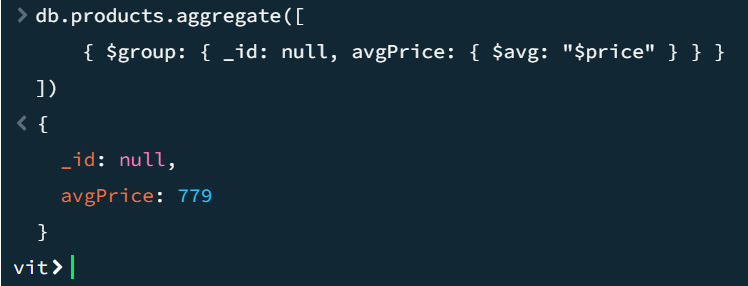 > db.products.aggregate([
{ $group: { _id: null, avgPrice: { $avg: "$price" } } }
])
< {
_id: null,
avgPrice: 779
}
vit>